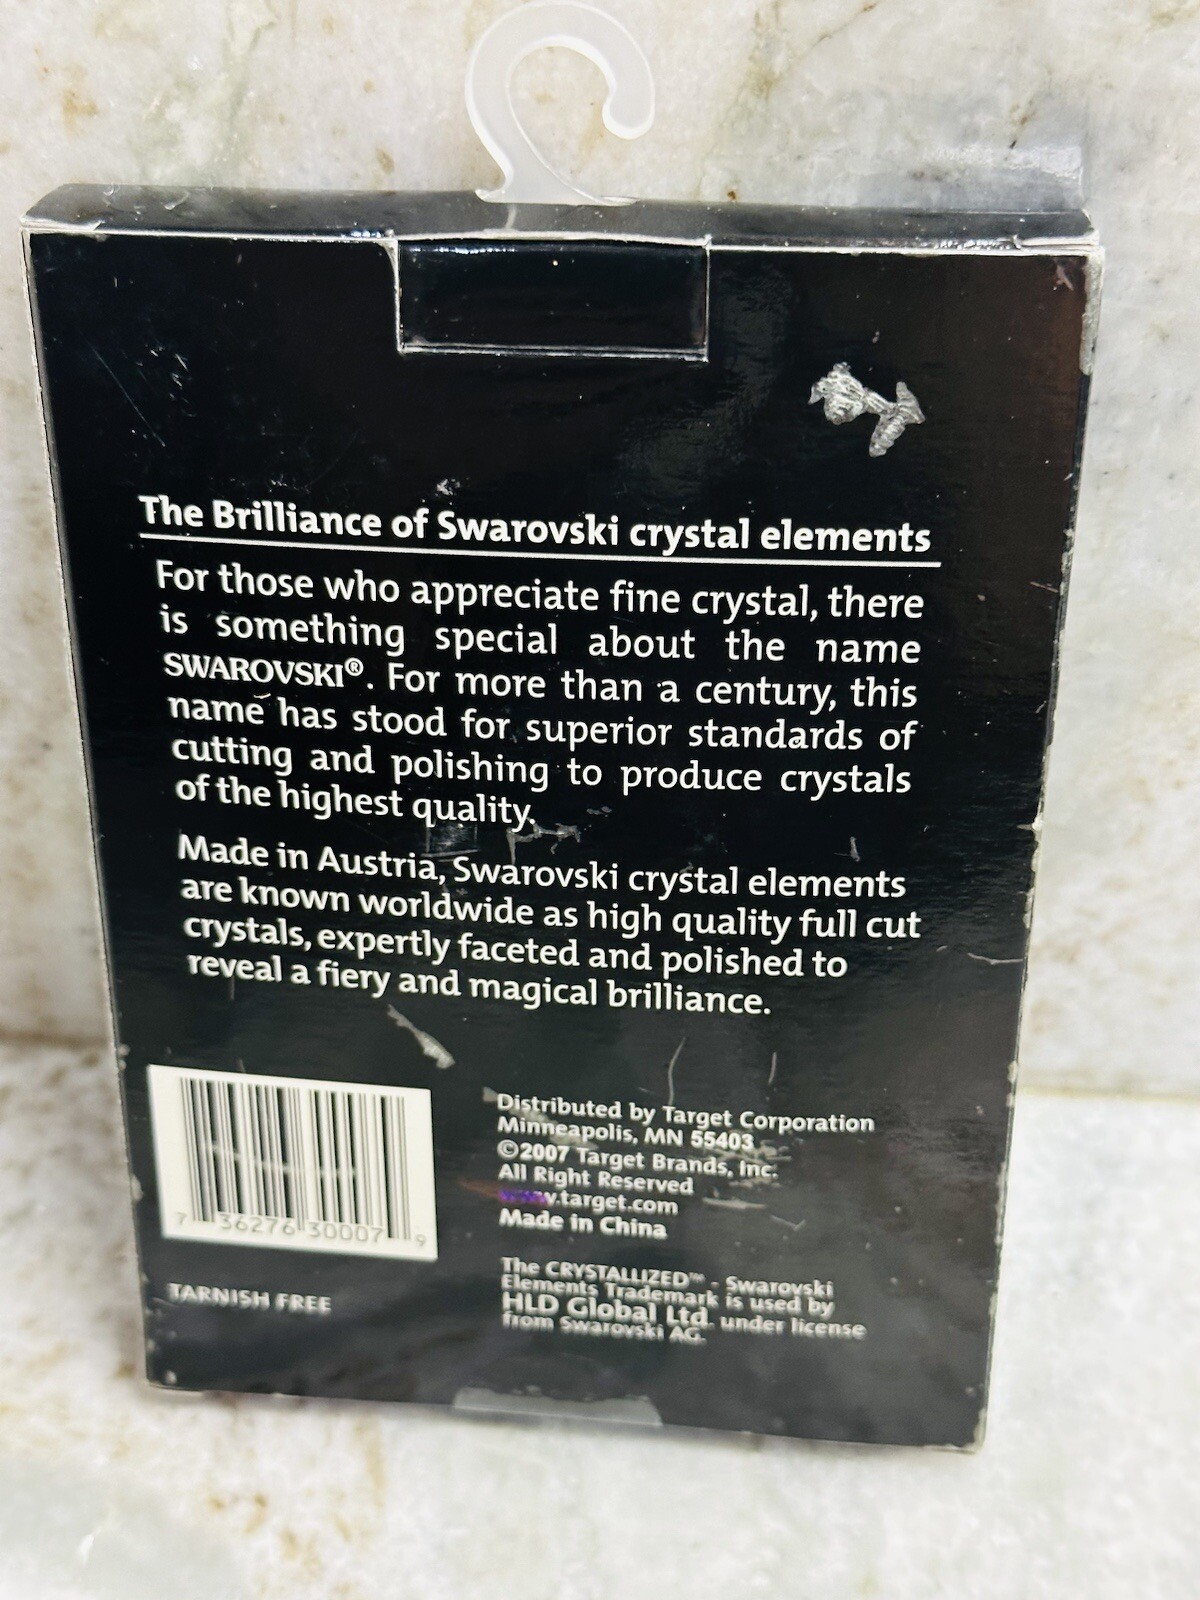 The Brilliance of Swarovski crystal elements
For those who appreciate fine crystal, there
is something special about the name
SWAROVSKI®. For more than a century, this
name has stood for superior standards of
cutting and polishing to produce crystals
of the highest quality.
Made in Austria, Swarovski crystal elements
are known worldwide as high quality full cut
crystals, expertly faceted and polished to
reveal a fiery and magical brilliance.
7 36276 30007 9
TARNISH FREE
Distributed by Target Corporation
Minneapolis, MN 55403
©2007 Target Brands, Inc.
All Right Reserved
www.target.com
Made in China
The CRYSTALLIZED™ - Swarovski
Elements Trademark is used by
HLD Global Ltd. under license
from Swarovski AG.